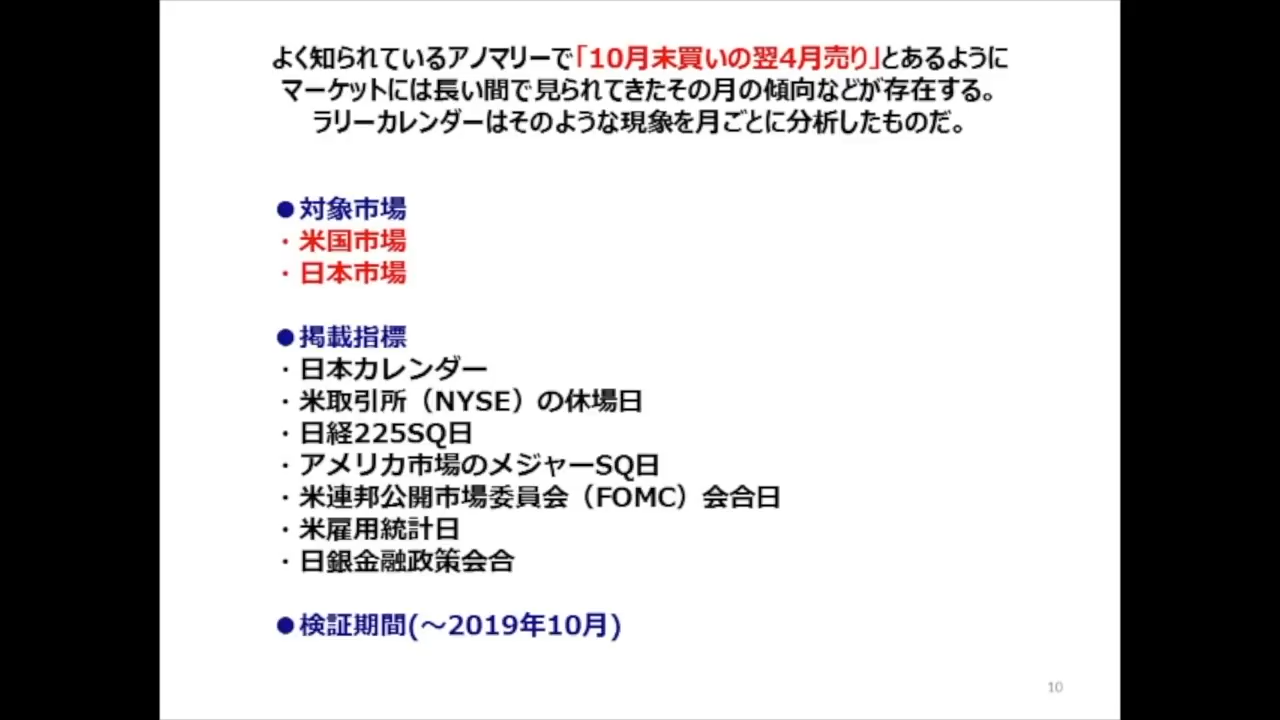 よく知られているアノマリーで「10月末買いの翌4月売り」とあるように
マーケットには長い間で見られてきたその月の傾向などが存在する。
ラリーカレンダーはそのような現象を月ごとに分析したものだ。
●対象市場
・米国市場
・日本市場
●掲載指標
・日本カレンダー
・米取引所（NYSE）の休場日
・日経225SQ日
・アメリカ市場のメジャーSQ日
・米連邦公開市場委員会（FOMC）会合日
・米雇用統計日
・日銀金融政策会合
●検証期間(～2019年10月)
10